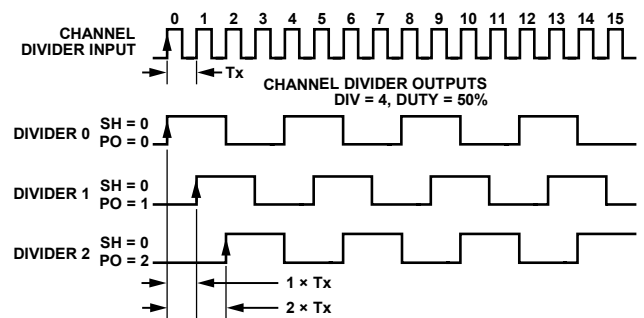 0 1 2 3 4 5 6 7 8 9 10 11 12 13 14 15
CHANNEL
DIVIDER INPUT
Tx
CHANNEL DIVIDER OUTPUTS
DIV = 4, DUTY = 50%
DIVIDER 0
SH = 0
PO = 0
DIVIDER 1
SH = 0
PO = 1
DIVIDER 2
SH = 0
PO = 2
1 × Tx
2 × Tx